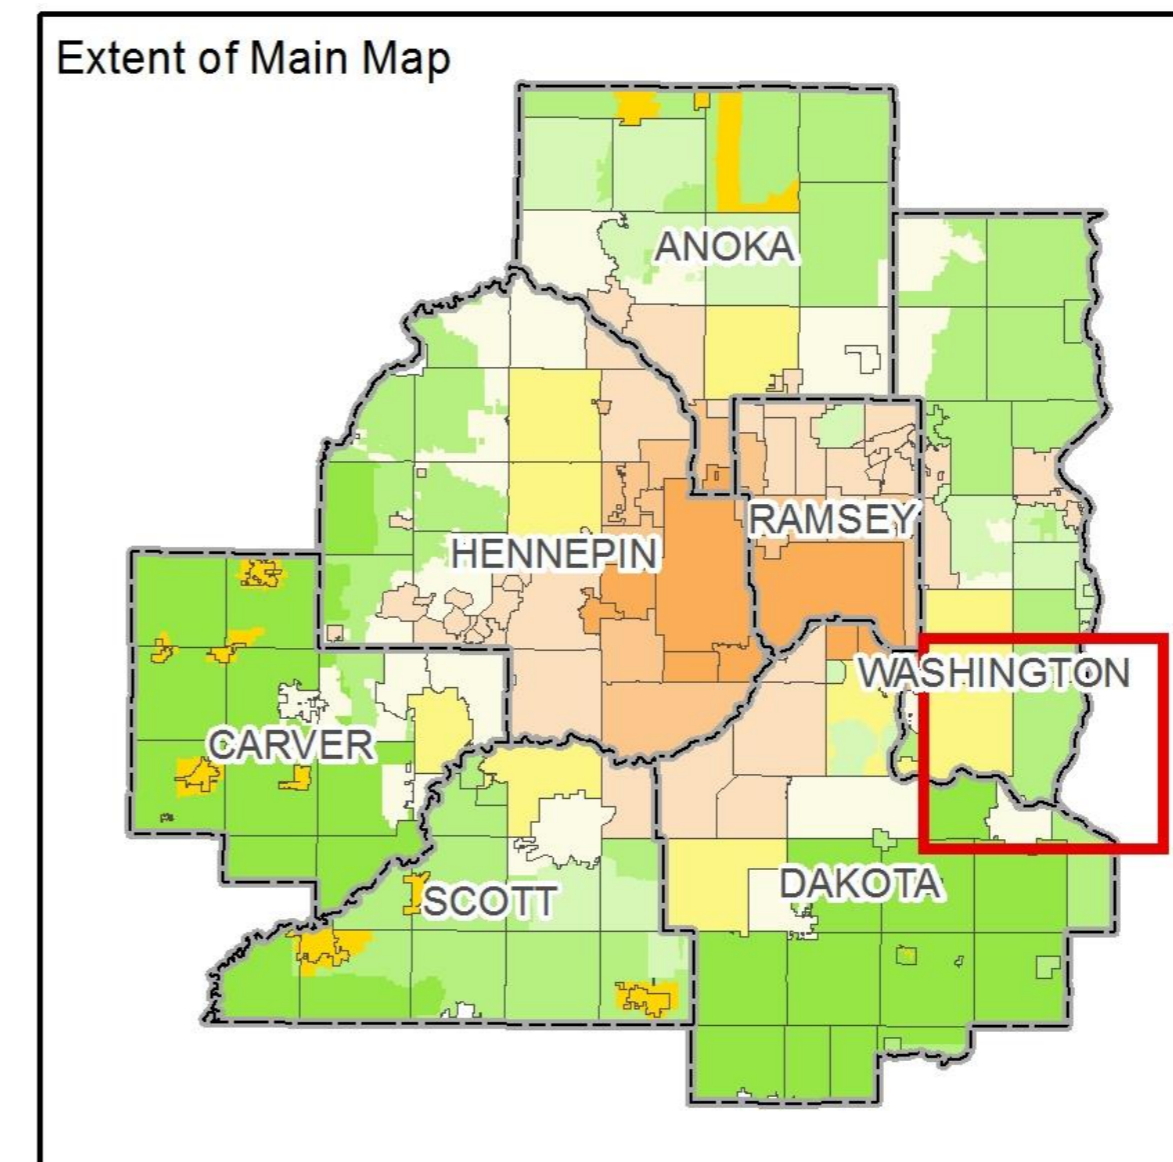 Extent of Main Map
ANOKA
RAMSEY
HENNEPIN
WASHINGTON
CARVER
DAKOTA
SCOTT